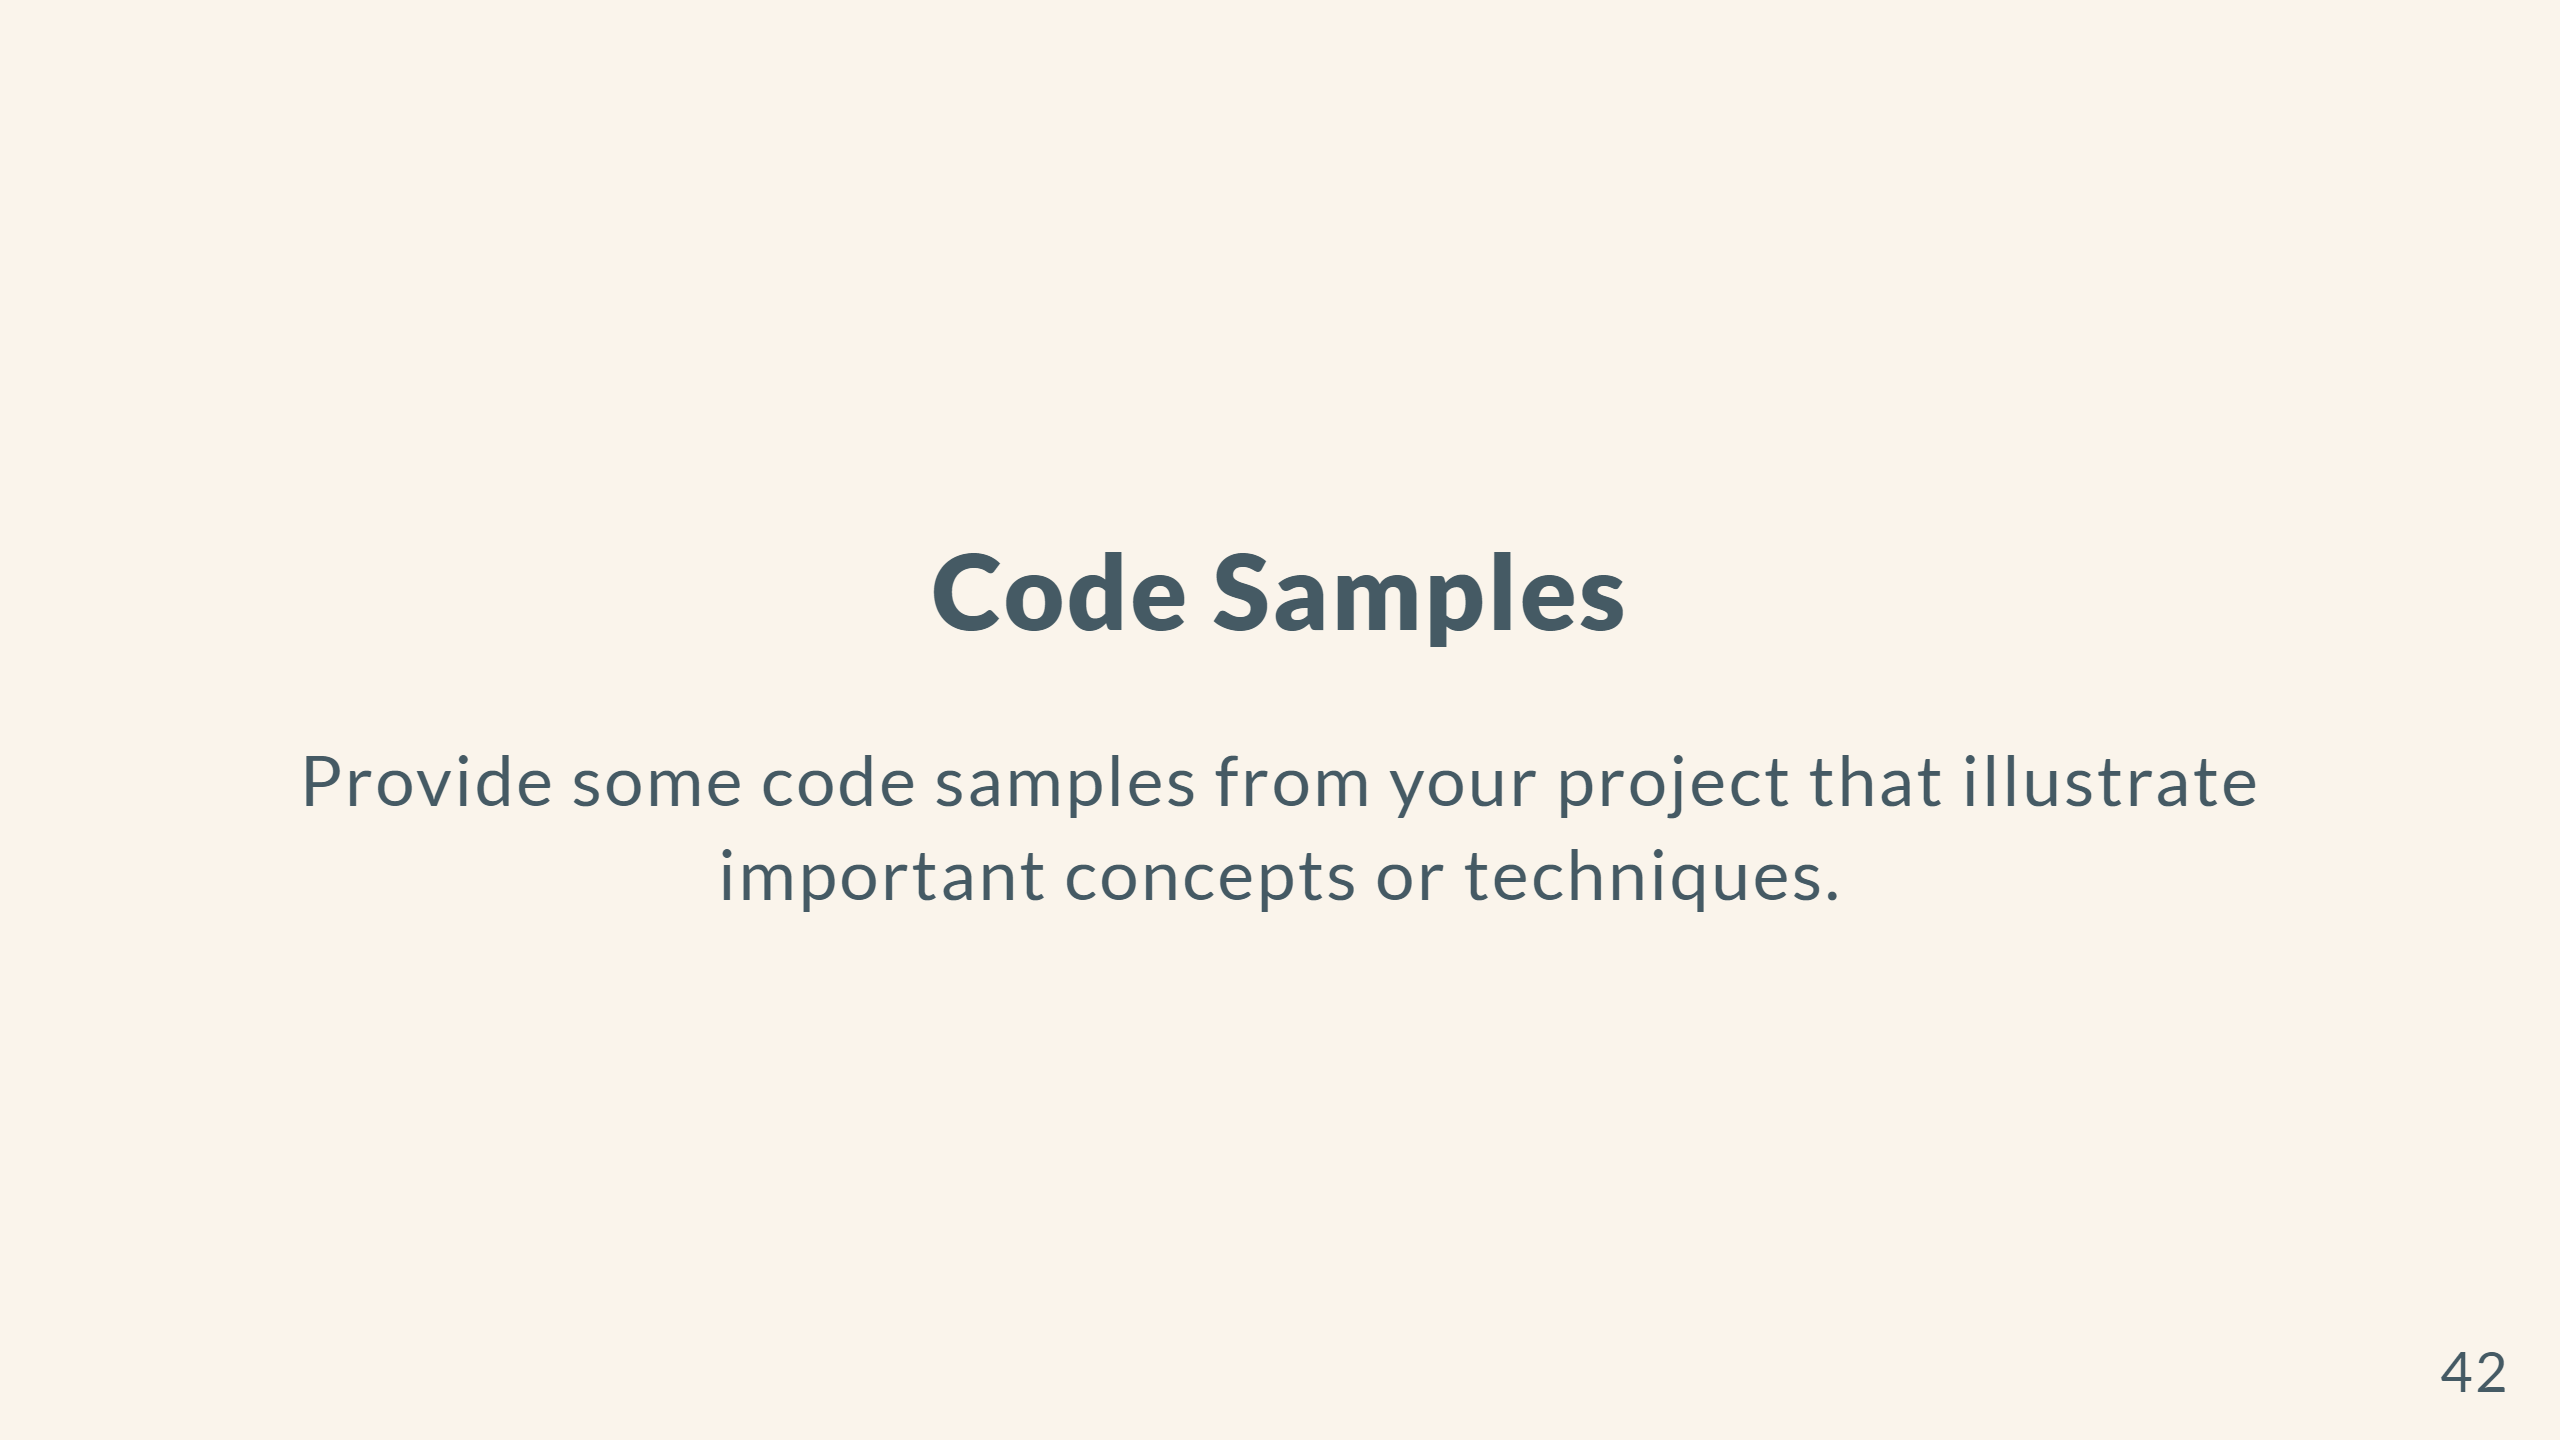 Code Samples
Provide some code samples from your project that illustrate
important concepts or techniques.
42